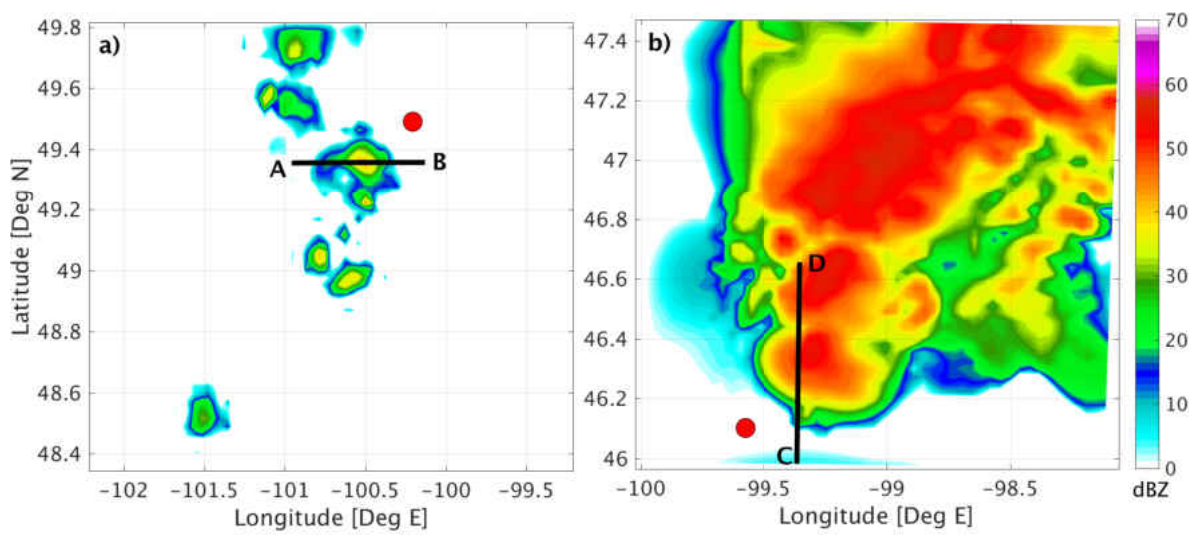 a)
49.8
49.6
49.4
49.2
49
48.8
48.6
48.4
Latitude [Deg N]
A
B
−102 −101.5 −101 −100.5 −100 −99.5
Longitude [Deg E]
b)
47.4
47.2
47
46.8
46.6
46.4
46.2
46
D
C
−100 −99.5 −99 −98.5
Longitude [Deg E]
70
60
50
40
30
20
10
0
dBZ